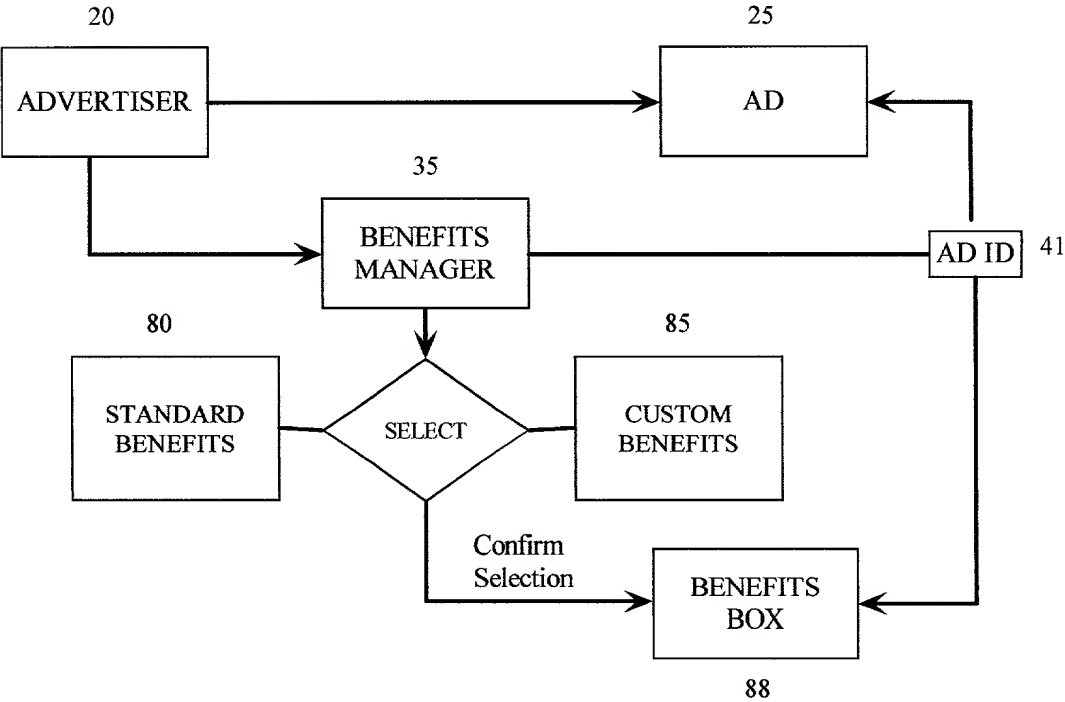 20
25
ADVERTISER
AD
35
BENEFITS
MANAGER
AD ID
41
80
85
STANDARD
BENEFITS
SELECT
CUSTOM
BENEFITS
Confirm
Selection
BENEFITS
BOX
88